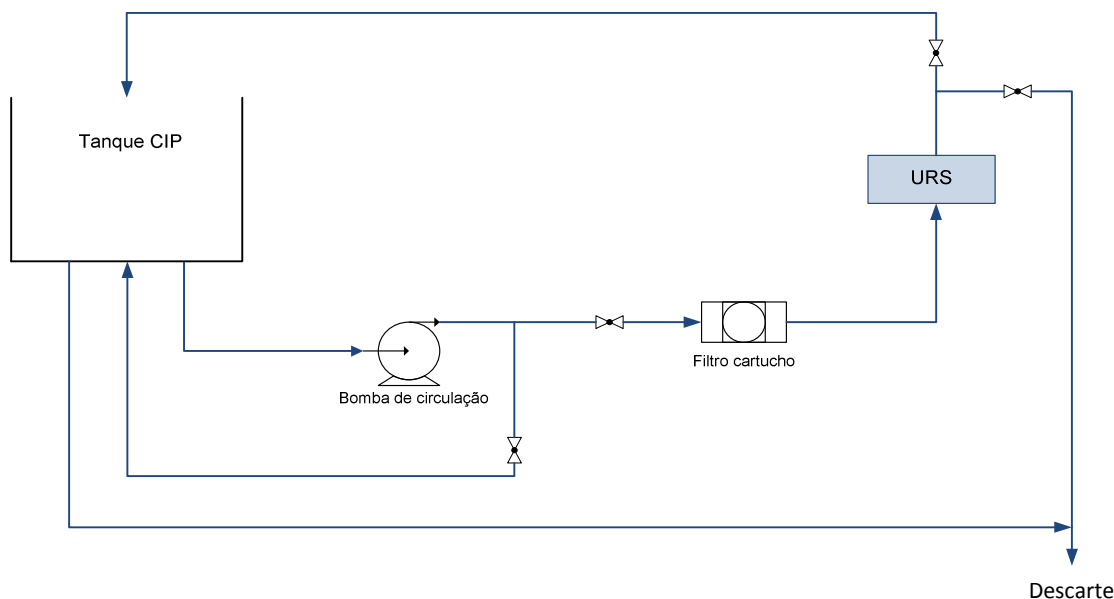 Tanque CIP
URS
Filtro cartucho
Bomba de circulação
Descarte